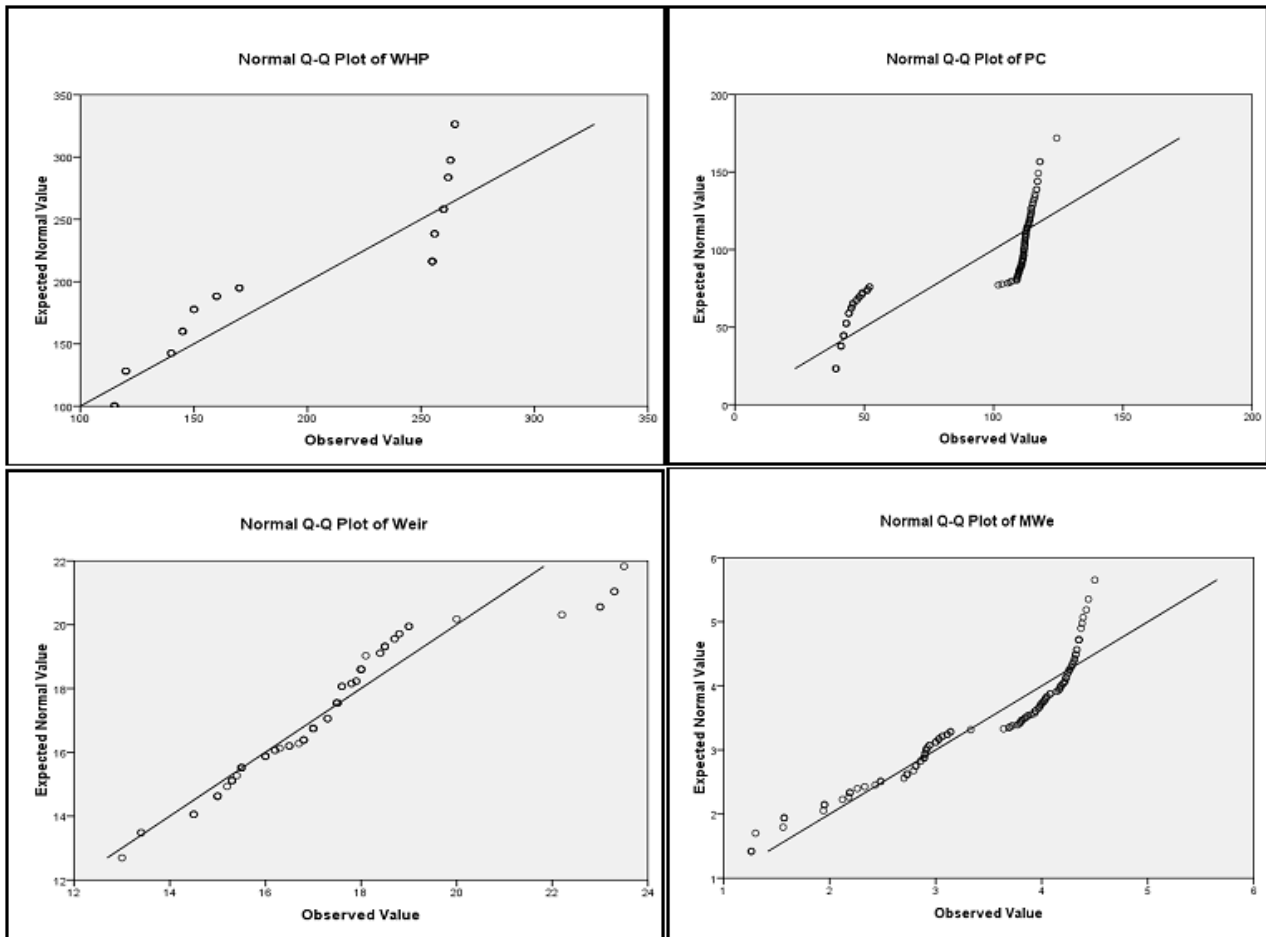 Normal Q-Q Plot of WHP
Expected Normal Value
350
300
250
200
150
100
100 150 200 250 300 350
Observed Value
Normal Q-Q Plot of PC
Expected Normal Value
200
150
100
50
0
0 50 100 150 200
Observed Value
Normal Q-Q Plot of Weir
Expected Normal Value
22
20
18
16
14
12
12 14 16 18 20 22 24
Observed Value
Normal Q-Q Plot of MWe
Expected Normal Value
6
5
4
3
2
1
1 2 3 4 5 6
Observed Value